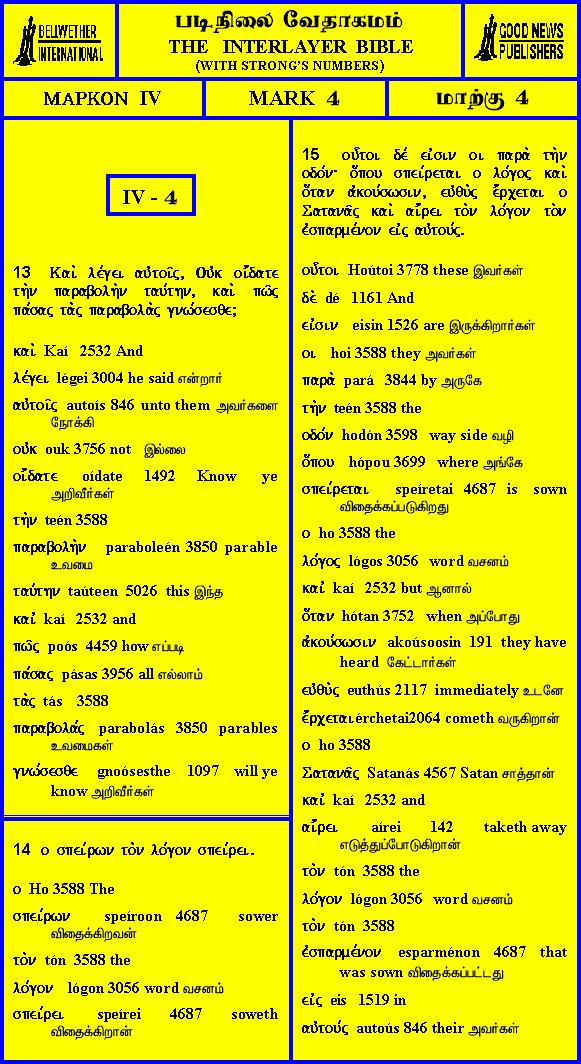 BELLWETHER
INTERNATIONAL
படிநிலை வேதாகமம்
THE INTERLAYER BIBLE
(WITH STRONG'S NUMBERS)
GOOD NEWS
PUBLISHERS
ΜΑΡΚΟΝ IV
MARK 4
மாற்கு 4
IV - 4
13 Καὶ λέγει αὐτοῖς, Οὐκ οἴδατε
τὴν παραβολὴν ταύτην, καὶ πῶς
πάσας τὰς παραβολὰς γνώσεσθε;
καὶ Kaí 2532 And
λέγει légei 3004 he said என்றார்
αὐτοῖς autoís 846 unto them அவர்களை
நோக்கி
οὐκ ouk 3756 not இல்லை
οἴδατε oídate 1492 Know ye
அறிவீர்கள்
τὴν teén 3588
παραβολὴν paraboleén 3850 parable
உவமை
ταύτην taúteen 5026 this இந்த
καὶ kaí 2532 and
πῶς poós 4459 how எப்படி
πάσας pásas 3956 all எல்லாம்
τὰς tás 3588
παραβολάς parabolás 3850 parables
உவமைகள்
γνώσεσθε gnoósesthe 1097 will ye
know அறிவீர்கள்
14 ο σπείρων τὸν λόγον σπείρει.
ο Ho 3588 The
σπείρων speíroon 4687 sower
விதைக்கிறவன்
τὸν tón 3588 the
λόγον lógon 3056 word வசனம்
σπείρει speírei 4687 soweth
விதைக்கிறான்
15 οὗτοι δέ εἰσιν οι παρὰ τὴν
οδόν· ὅπου σπείρεται ο λόγος καὶ
ὅταν ἀκούσωσιν, εὐθὺς ἔρχεται ο
Σατανᾶς καὶ αἴρει τὸν λόγον τὸν
ἐσπαρμένον εἰς αὐτούς.
οὗτοι Hoútoi 3778 these இவர்கள்
δὲ dé 1161 And
εἰσιν eisin 1526 are இருக்கிறார்கள்
οι hoi 3588 they அவர்கள்
παρὰ pará 3844 by அருகே
τὴν teén 3588 the
οδόν hodón 3598 way side வழி
ὅπου hópou 3699 where அங்கே
σπείρεται speíretai 4687 is sown
விதைக்கப்படுகிறது
ο ho 3588 the
λόγος lógos 3056 word வசனம்
καὶ kaí 2532 but ஆனால்
ὅταν hótan 3752 when அப்போது
ἀκούσωσιν akoúsoosin 191 they have
heard கேட்டார்கள்
εὐθὺς euthús 2117 immediately உடனே
ἔρχεται érchetai2064 cometh வருகிறான்
ο ho 3588
Σατανᾶς Satanás 4567 Satan சாத்தான்
καὶ kaí 2532 and
αἴρει aírei 142 taketh away
எடுத்துப்போடுகிறான்
τὸν tón 3588 the
λόγον lógon 3056 word வசனம்
τὸν tón 3588
ἐσπαρμένον esparménon 4687 that
was sown விதைக்கப்பட்டது
εἰς eis 1519 in
αὐτούς autoús 846 their அவர்கள்